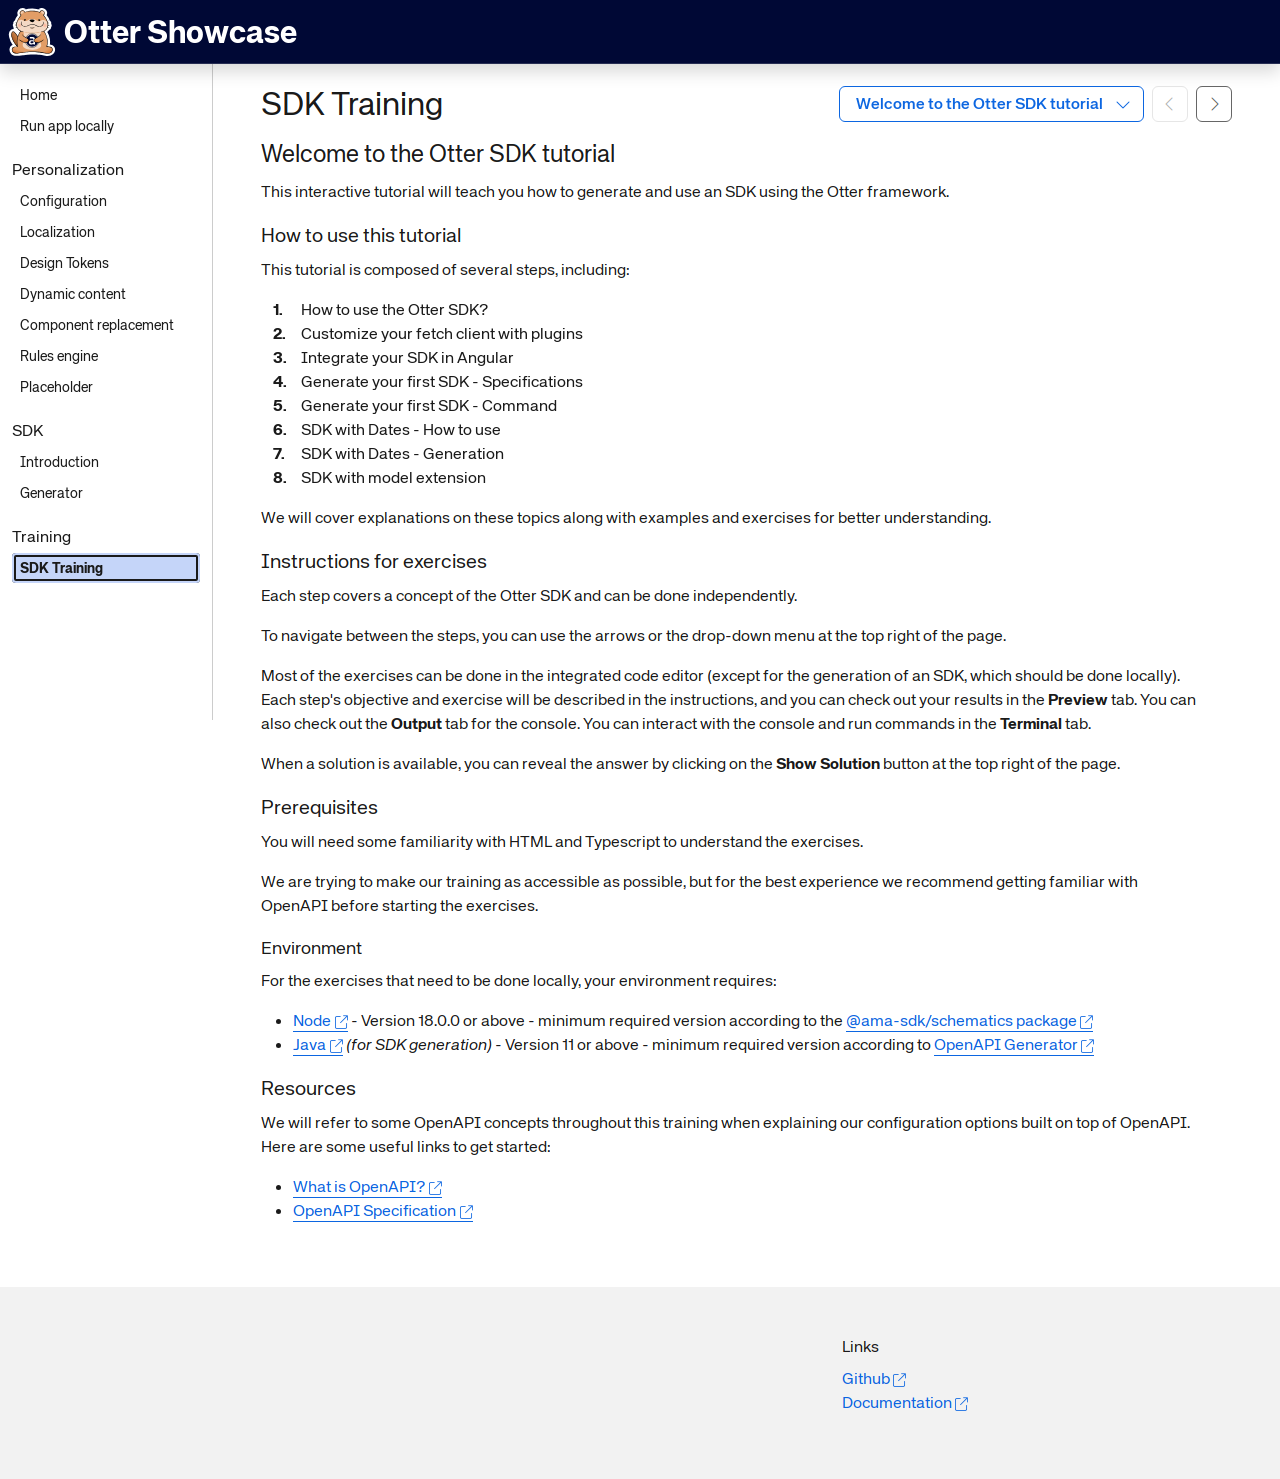 Otter Showcase
Home
Run app locally
Personalization
Configuration
Localization
Design Tokens
Dynamic content
Component replacement
Rules engine
Placeholder
SDK
Introduction
Generator
Training
SDK Training
SDK Training
Welcome to the Otter SDK tutorial
Welcome to the Otter SDK tutorial
This interactive tutorial will teach you how to generate and use an SDK using the Otter framework.
How to use this tutorial
This tutorial is composed of several steps, including:
1. How to use the Otter SDK?
2. Customize your fetch client with plugins
3. Integrate your SDK in Angular
4. Generate your first SDK - Specifications
5. Generate your first SDK - Command
6. SDK with Dates - How to use
7. SDK with Dates - Generation
8. SDK with model extension
We will cover explanations on these topics along with examples and exercises for better understanding.
Instructions for exercises
Each step covers a concept of the Otter SDK and can be done independently.
To navigate between the steps, you can use the arrows or the drop-down menu at the top right of the page.
Most of the exercises can be done in the integrated code editor (except for the generation of an SDK, which should be done locally).
Each step's objective and exercise will be described in the instructions, and you can check out your results in the Preview tab. You can
also check out the Output tab for the console. You can interact with the console and run commands in the Terminal tab.
When a solution is available, you can reveal the answer by clicking on the Show Solution button at the top right of the page.
Prerequisites
You will need some familiarity with HTML and Typescript to understand the exercises.
We are trying to make our training as accessible as possible, but for the best experience we recommend getting familiar with
OpenAPI before starting the exercises.
Environment
For the exercises that need to be done locally, your environment requires:
• Node - Version 18.0.0 or above - minimum required version according to the @ama-sdk/schematics package
• Java (for SDK generation) - Version 11 or above - minimum required version according to OpenAPI Generator
Resources
We will refer to some OpenAPI concepts throughout this training when explaining our configuration options built on top of OpenAPI.
Here are some useful links to get started:
• What is OpenAPI?
• OpenAPI Specification
Links
Github
Documentation